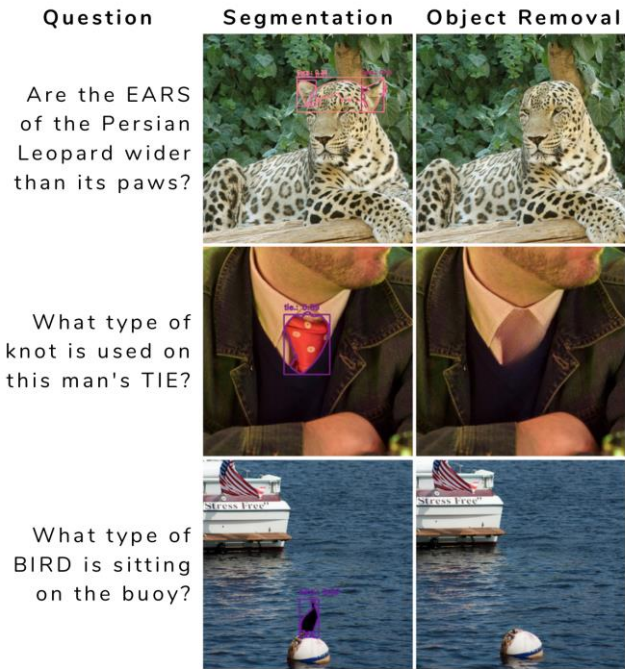 Question Segmentation Object Removal
Are the EARS
of the Persian
Leopard wider
than its paws?
What type of
knot is used on
this man's TIE?
"Stress Free"
"Stress Free"
What type of
BIRD is sitting
on the buoy?